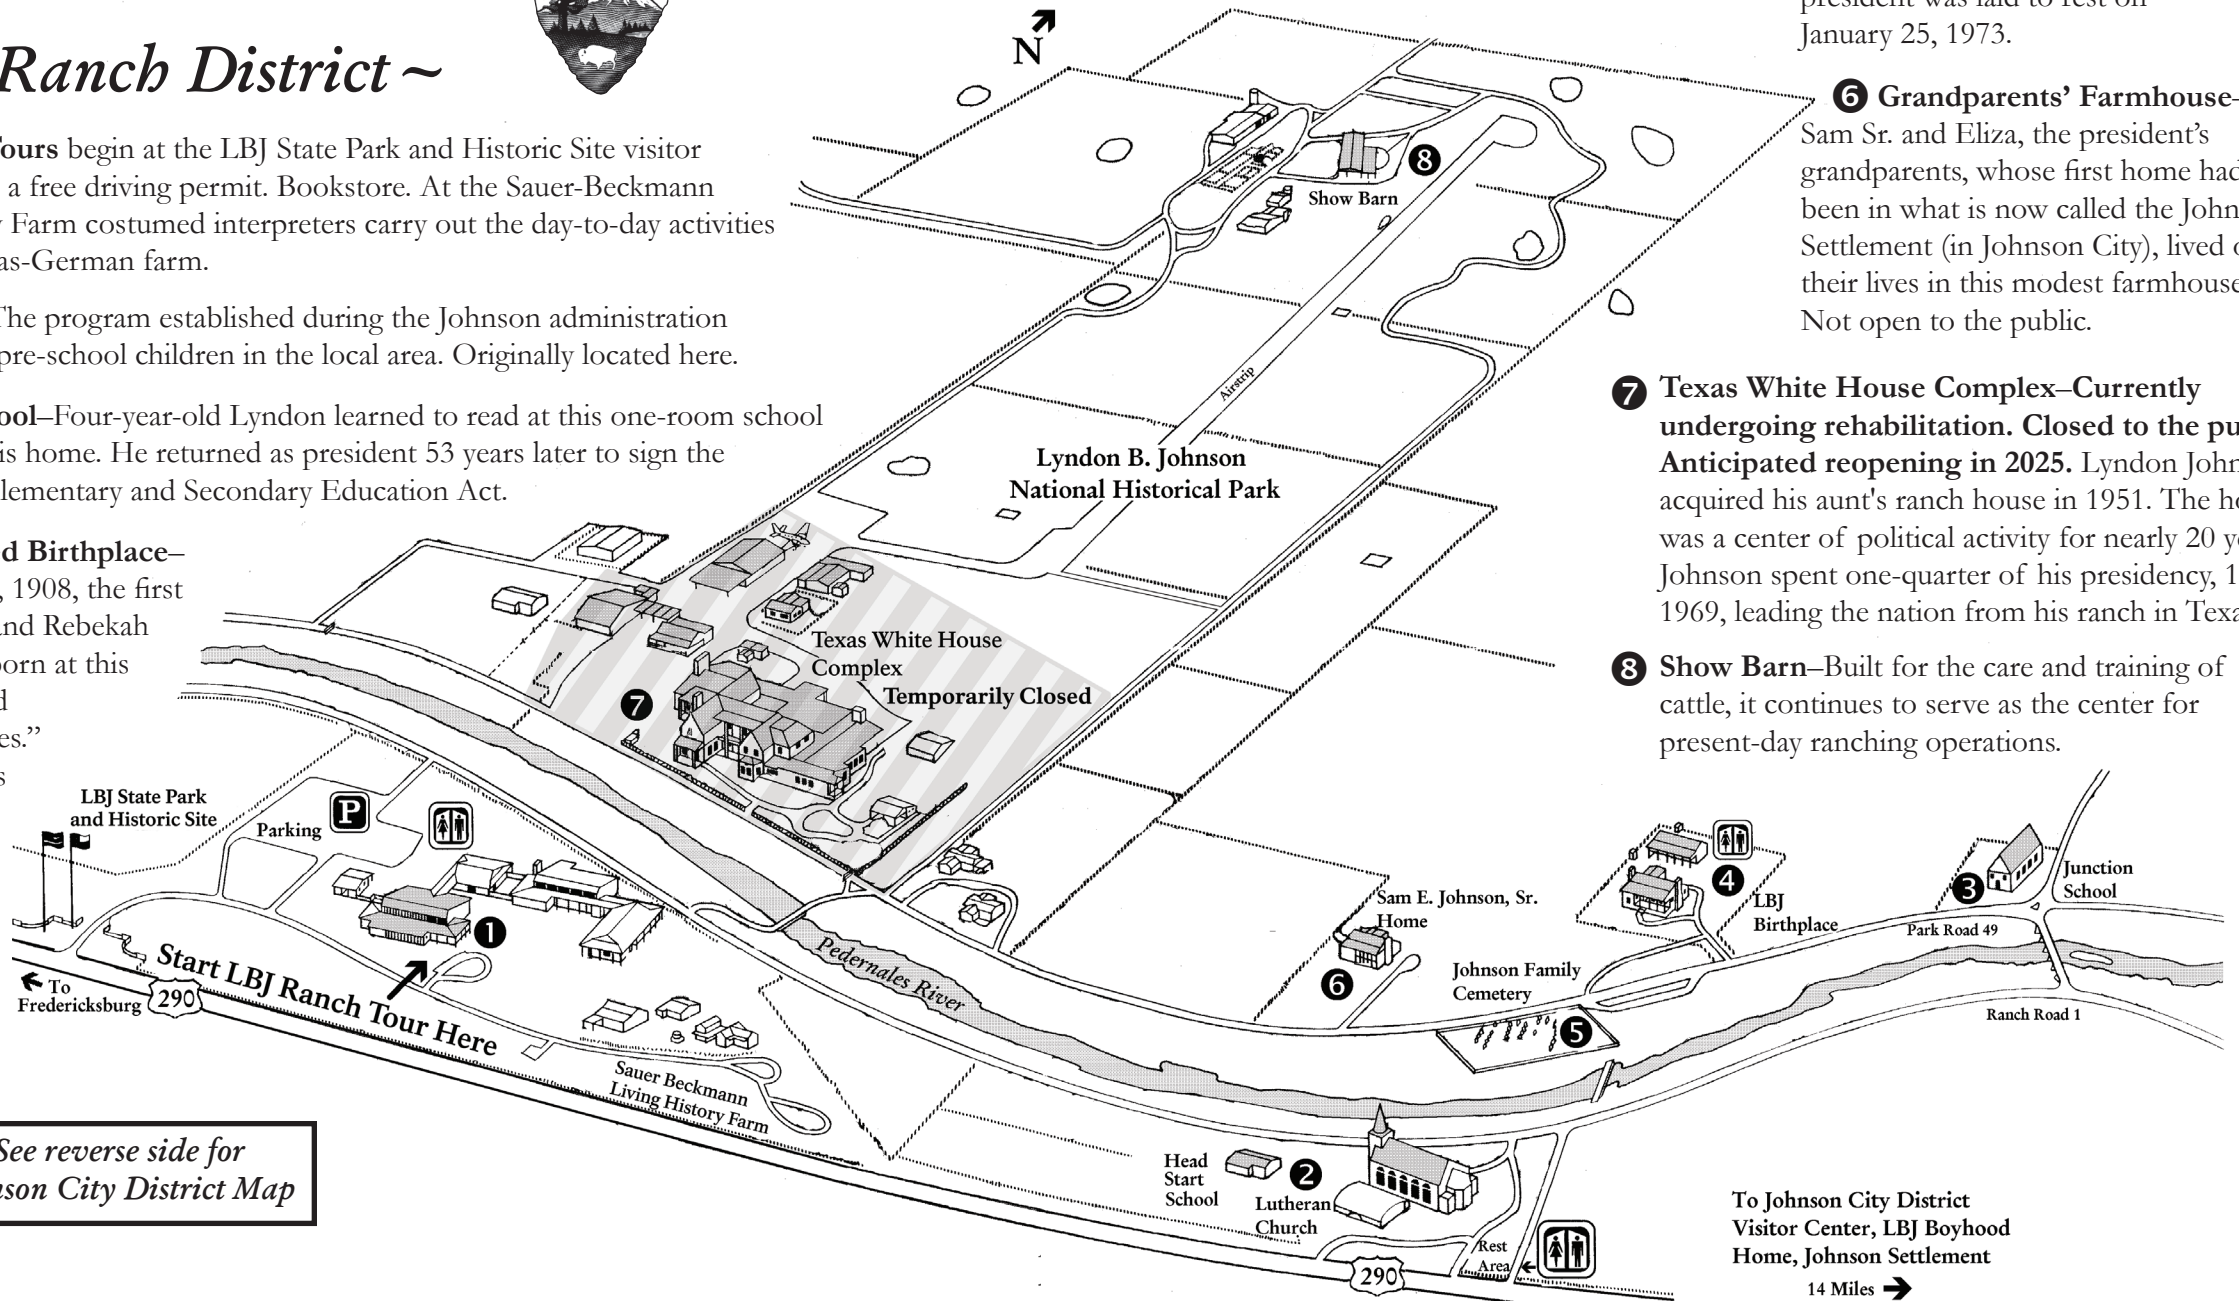 Ranch District ~
Tours begin at the LBJ State Park and Historic Site visitor
a free driving permit. Bookstore. At the Sauer-Beckmann
Farm costumed interpreters carry out the day-to-day activities
as-German farm.
The program established during the Johnson administration
pre-school children in the local area. Originally located here.
ool–Four-year-old Lyndon learned to read at this one-room school
is home. He returned as president 53 years later to sign the
lementary and Secondary Education Act.
d Birthplace–
, 1908, the first
and Rebekah
born at this
d
es.”
s
president was laid to rest on
January 25, 1973.
6 Grandparents’ Farmhouse–
Sam Sr. and Eliza, the president’s
grandparents, whose first home had
been in what is now called the John
Settlement (in Johnson City), lived o
their lives in this modest farmhouse
Not open to the public.
7 Texas White House Complex–Currently
undergoing rehabilitation. Closed to the pu
Anticipated reopening in 2025. Lyndon John
acquired his aunt's ranch house in 1951. The ho
was a center of political activity for nearly 20 y
Johnson spent one-quarter of his presidency, 1
1969, leading the nation from his ranch in Texa
8 Show Barn–Built for the care and training of
cattle, it continues to serve as the center for
present-day ranching operations.
N
8
Show Barn
Airstrip
Lyndon B. Johnson
National Historical Park
Texas White House
Complex
Temporarily Closed
7
LBJ State Park
and Historic Site
Parking
P
1
Start LBJ Ranch Tour Here
To
Fredericksburg
290
Sauer Beckmann
Living History Farm
Pedernales River
Sam E. Johnson, Sr.
Home
6
Johnson Family
Cemetery
5
4
LBJ
Birthplace
3
Junction
School
Park Road 49
Ranch Road 1
Head
Start
School
2
Lutheran
Church
Rest
Area
290
See reverse side for
nson City District Map
To Johnson City District
Visitor Center, LBJ Boyhood
Home, Johnson Settlement
14 Miles